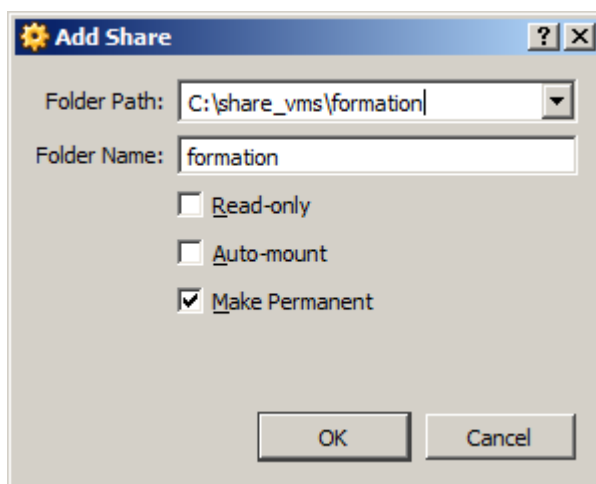 Add Share
Folder Path: C:\share_vms\formation
Folder Name: formation
Read-only
Auto-mount
Make Permanent
OK Cancel